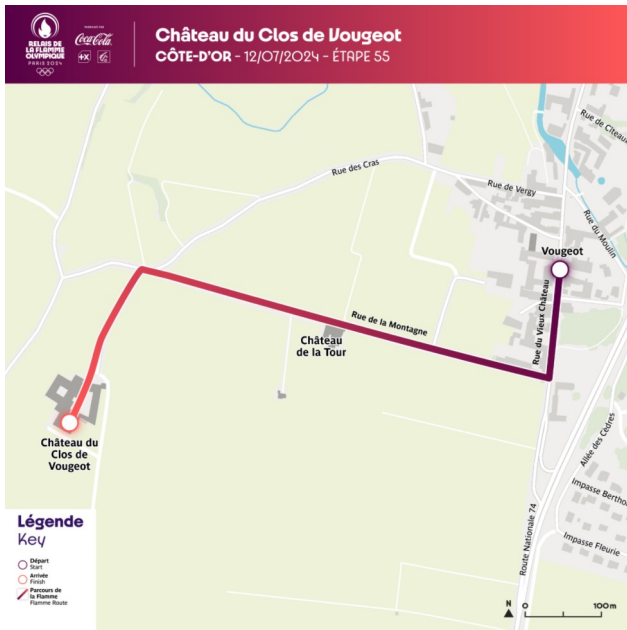 RELAIS DE
LA FLAMME
OLYMPIQUE
PARIS 2024
Coca-Cola
Château du Clos de Vougeot
CÔTE-D'OR - 12/07/2024 - ÉTAPE 55
Rue de Cîteaux
Rue des Cras
Rue de Vergy
Rue du Moulin
Vougeot
Rue du Vieux Château
Rue de la Montagne
Château
de la Tour
Château du
Clos de
Vougeot
Allée des Cèdres
Impasse Bertho
Impasse Fleurie
Route Nationale 74
Légende
Key
Départ
Start
Arrivée
Finish
Parcours de
la Flamme
Flamme Route
N
0 100m